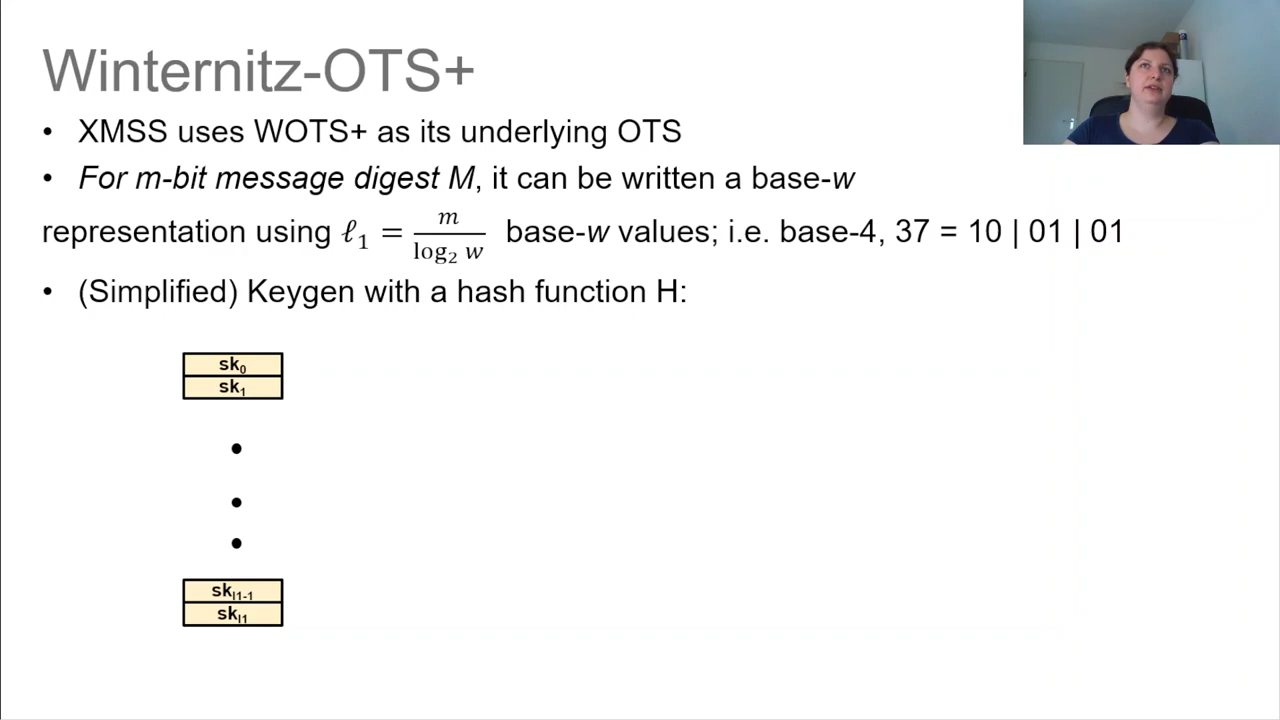 Winternitz-OTS+
• XMSS uses WOTS+ as its underlying OTS
• For m-bit message digest M, it can be written a base-w
representation using ℓ₁ = m / log₂ w base-w values; i.e. base-4, 37 = 10 | 01 | 01
• (Simplified) Keygen with a hash function H:
sk₀
sk₁
•
•
•
sk_l1-1
sk_l1